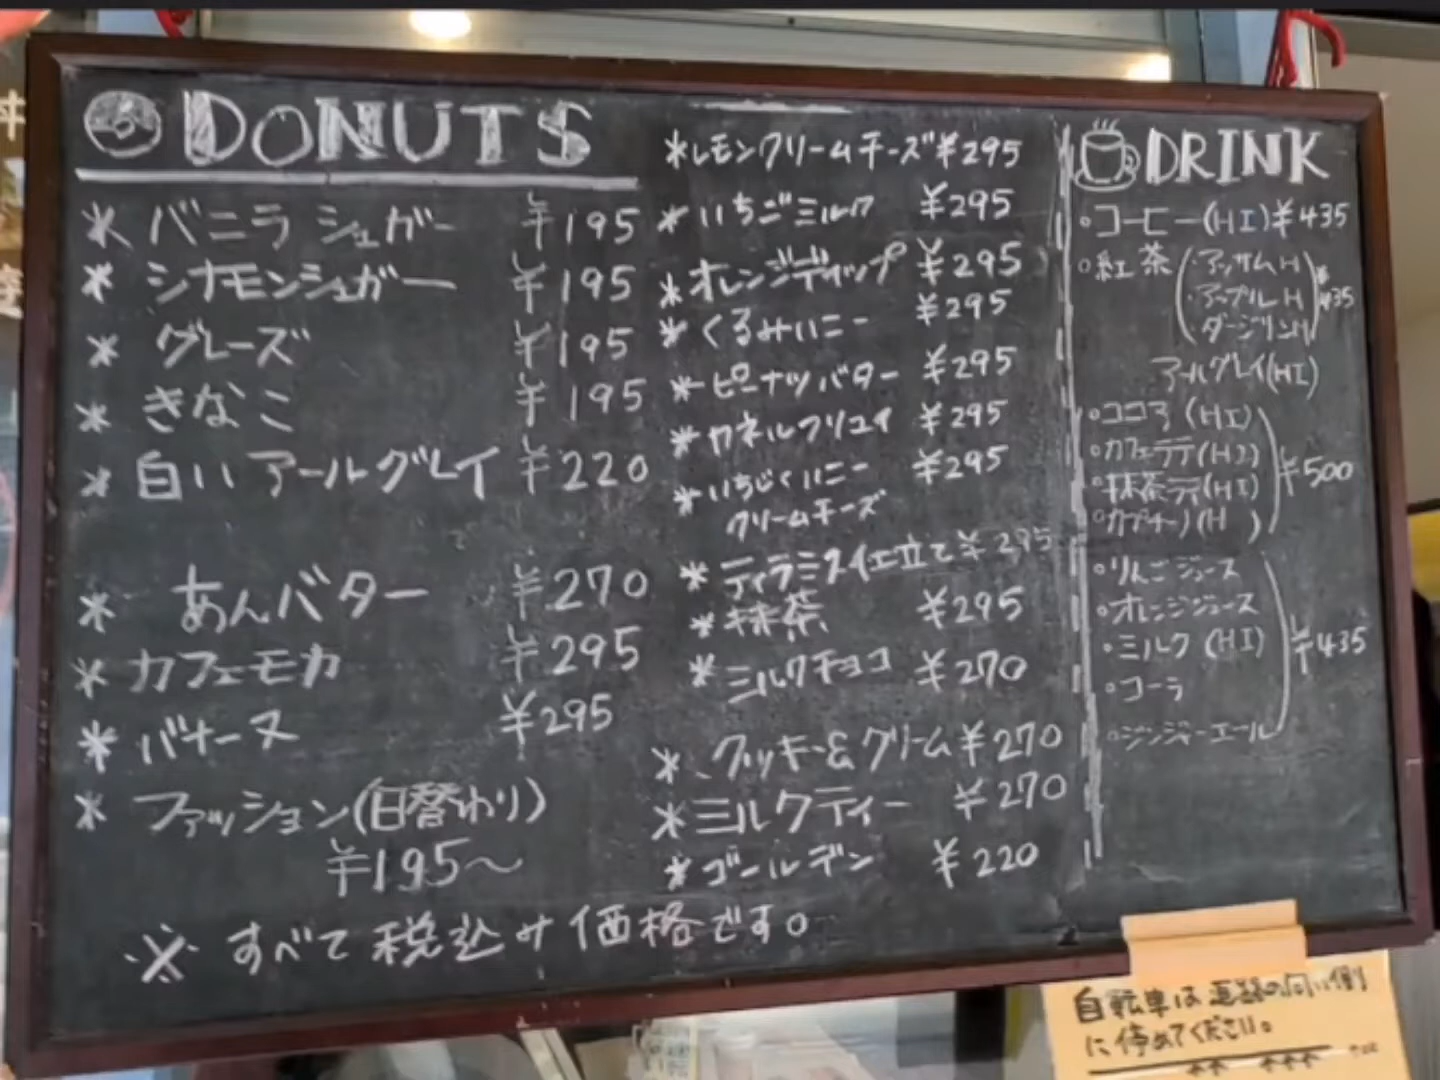 DONUTS
* バニラシュガー ¥195
* シナモンシュガー ¥195
* グレーズ ¥195
* きなこ ¥195
* 白いアールグレイ ¥220
* あんバター ¥270
* カフェモカ ¥295
* バナーヌ ¥295
* ファッション(日替わり)
¥195〜
*レモンクリームチーズ ¥295
* いちごミルク ¥295
* オレンジディップ ¥295
* くるみハニー ¥295
* ピーナツバター ¥295
* カネルフリュイ ¥295
* いちじくハニー ¥295
クリームチーズ
* ティラミス仕立て ¥295
* 抹茶 ¥295
* ミルクチョコ ¥270
* クッキー&クリーム ¥270
* ミルクティー ¥270
* ゴールデン ¥220
※ すべて税込み価格です。
DRINK
・コーヒー(HI)¥435
・紅茶(・アッサムH
・アップルH
・ダージリンH) ¥435
アールグレイ(HI)
・ココア(HI)
・カフェラテ(HI)
・抹茶ラテ(HI)
・カプチーノ(H )
¥500
・りんごジュース
・オレンジジュース
・ミルク(HI)
・コーラ
・ジンジャーエール
¥435
自転車は道路の向い側
に停めてください。